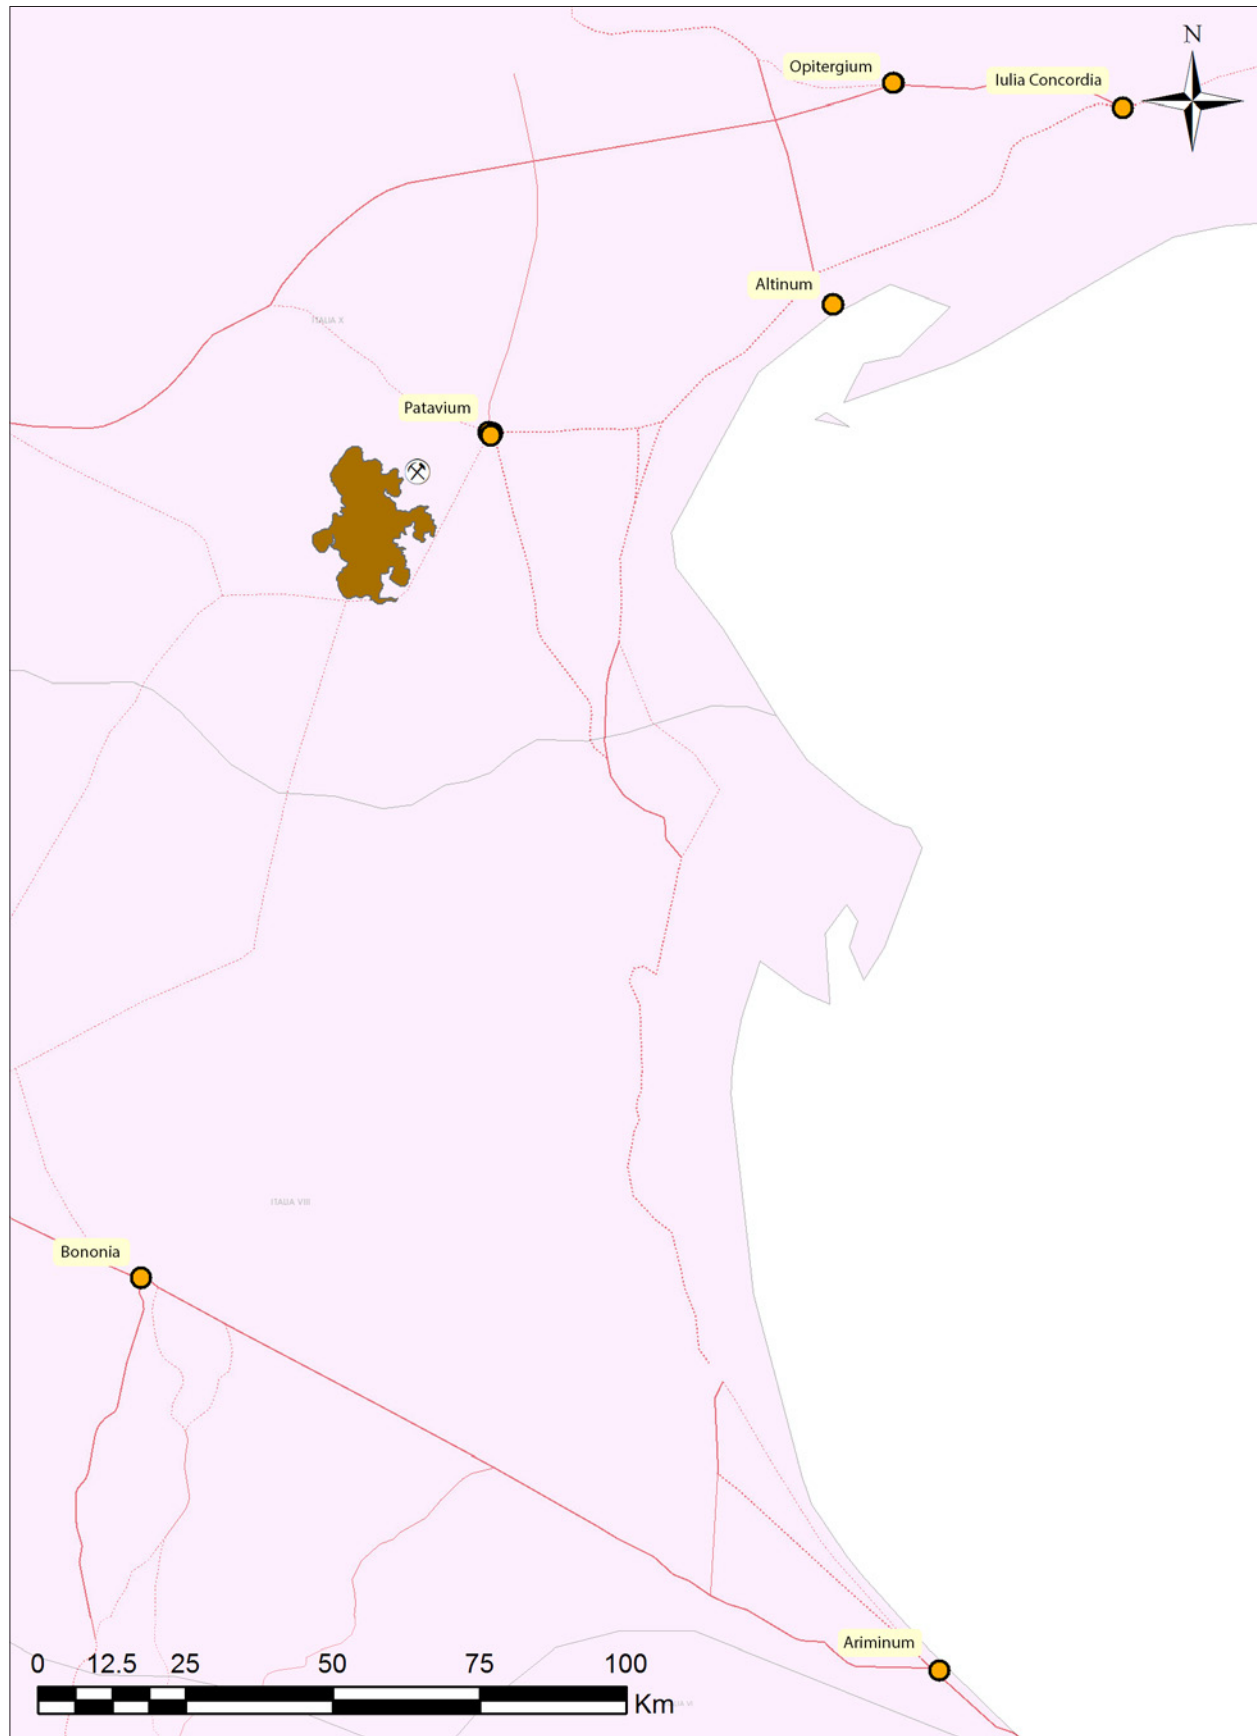 N
Opitergium
Iulia Concordia
Altinum
ITALIA X
Patavium
ITALIA VIII
Bononia
Ariminum
0 12.5 25 50 75 100
Km